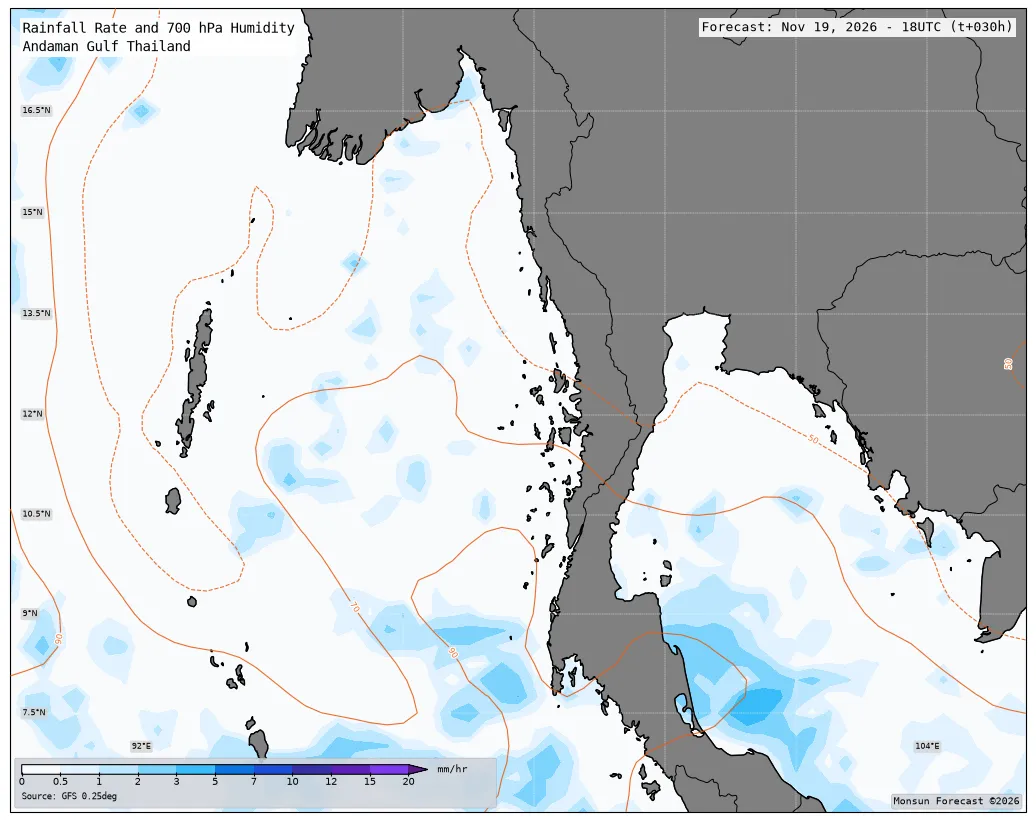 Rainfall Rate and 700 hPa Humidity
Andaman Gulf Thailand
Forecast: Nov 19, 2026 - 18UTC (t+030h)
16.5°N
15°N
13.5°N
50
12°N
50
10.5°N
70
9°N
90
90
7.5°N
92°E
104°E
mm/hr
0 0.5 1 2 3 5 7 10 12 15 20
Source: GFS 0.25deg
Monsun Forecast ©2026